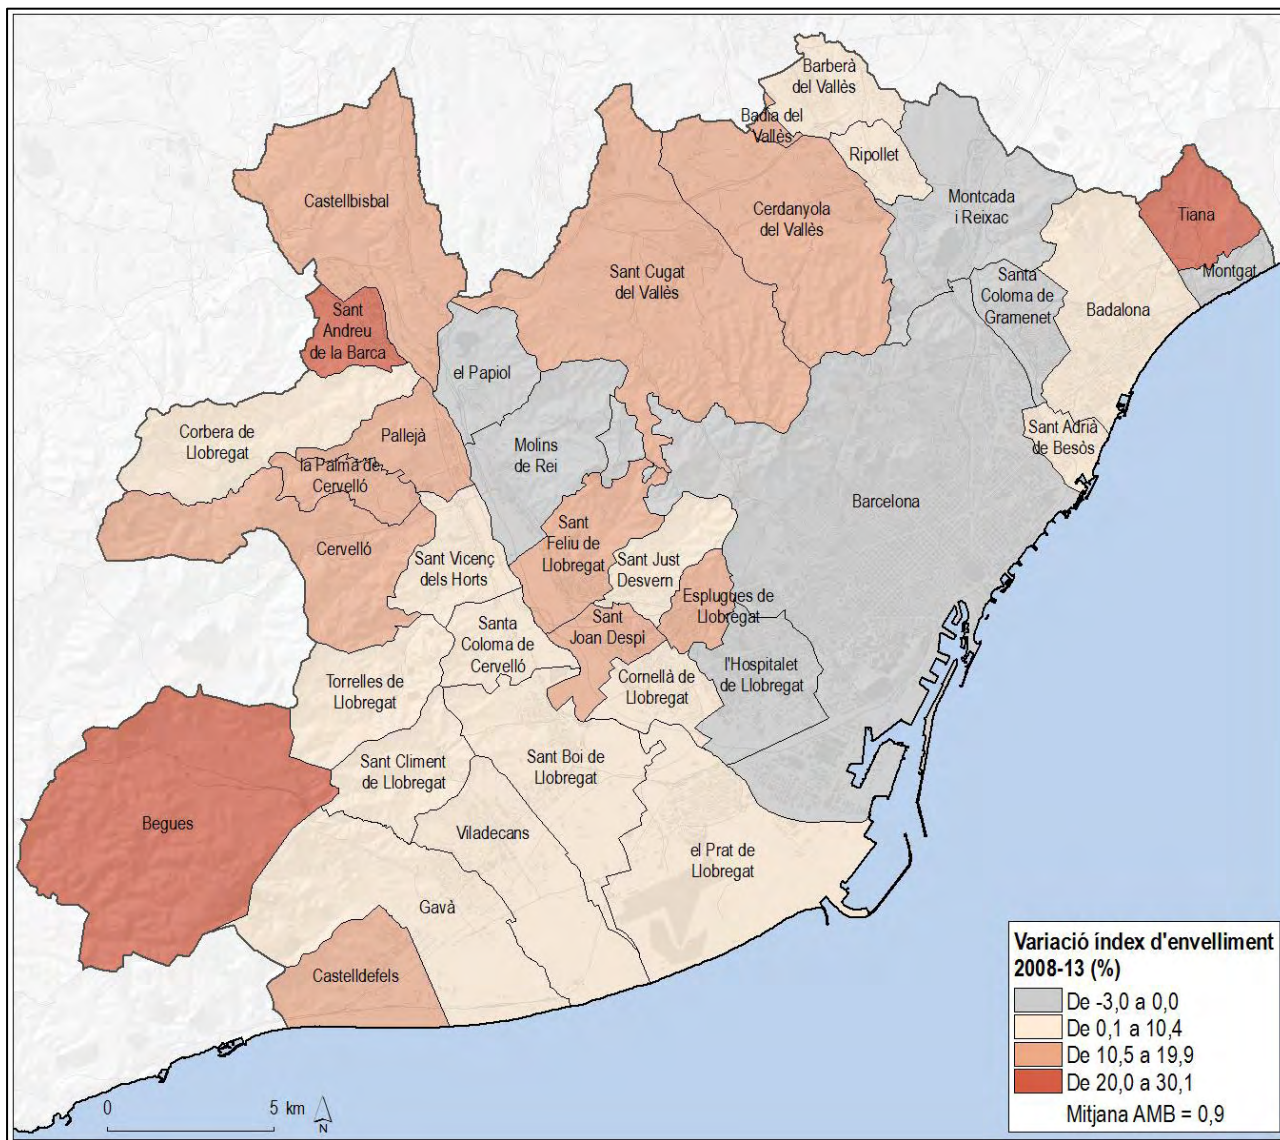 Barberà
del Vallès
Badia del
Vallès
Ripollet
Montcada
i Reixac
Tiana
Montgat
Castellbisbal
Cerdanyola
del Vallès
Sant Cugat
del Vallès
Santa
Coloma de
Gramenet
Badalona
Sant
Andreu
de la Barca
el Papiol
Corbera de
Llobregat
Pallejà
Molins
de Rei
Sant Adrià
de Besòs
la Palma de
Cervelló
Barcelona
Cervelló
Sant
Feliu de
Llobregat
Sant Vicenç
dels Horts
Sant Just
Desvern
Esplugues de
Llobregat
Santa
Coloma de
Cervelló
Sant
Joan Despi
Cornellà de
Llobregat
l'Hospitalet
de Llobregat
Torrelles de
Llobregat
Sant Climent
de Llobregat
Sant Boi de
Llobregat
Begues
Viladecans
el Prat de
Llobregat
Gavà
Castelldefels
Variació índex d'envelliment
2008-13 (%)
De -3,0 a 0,0
De 0,1 a 10,4
De 10,5 a 19,9
De 20,0 a 30,1
Mitjana AMB = 0,9
0 5 km
N